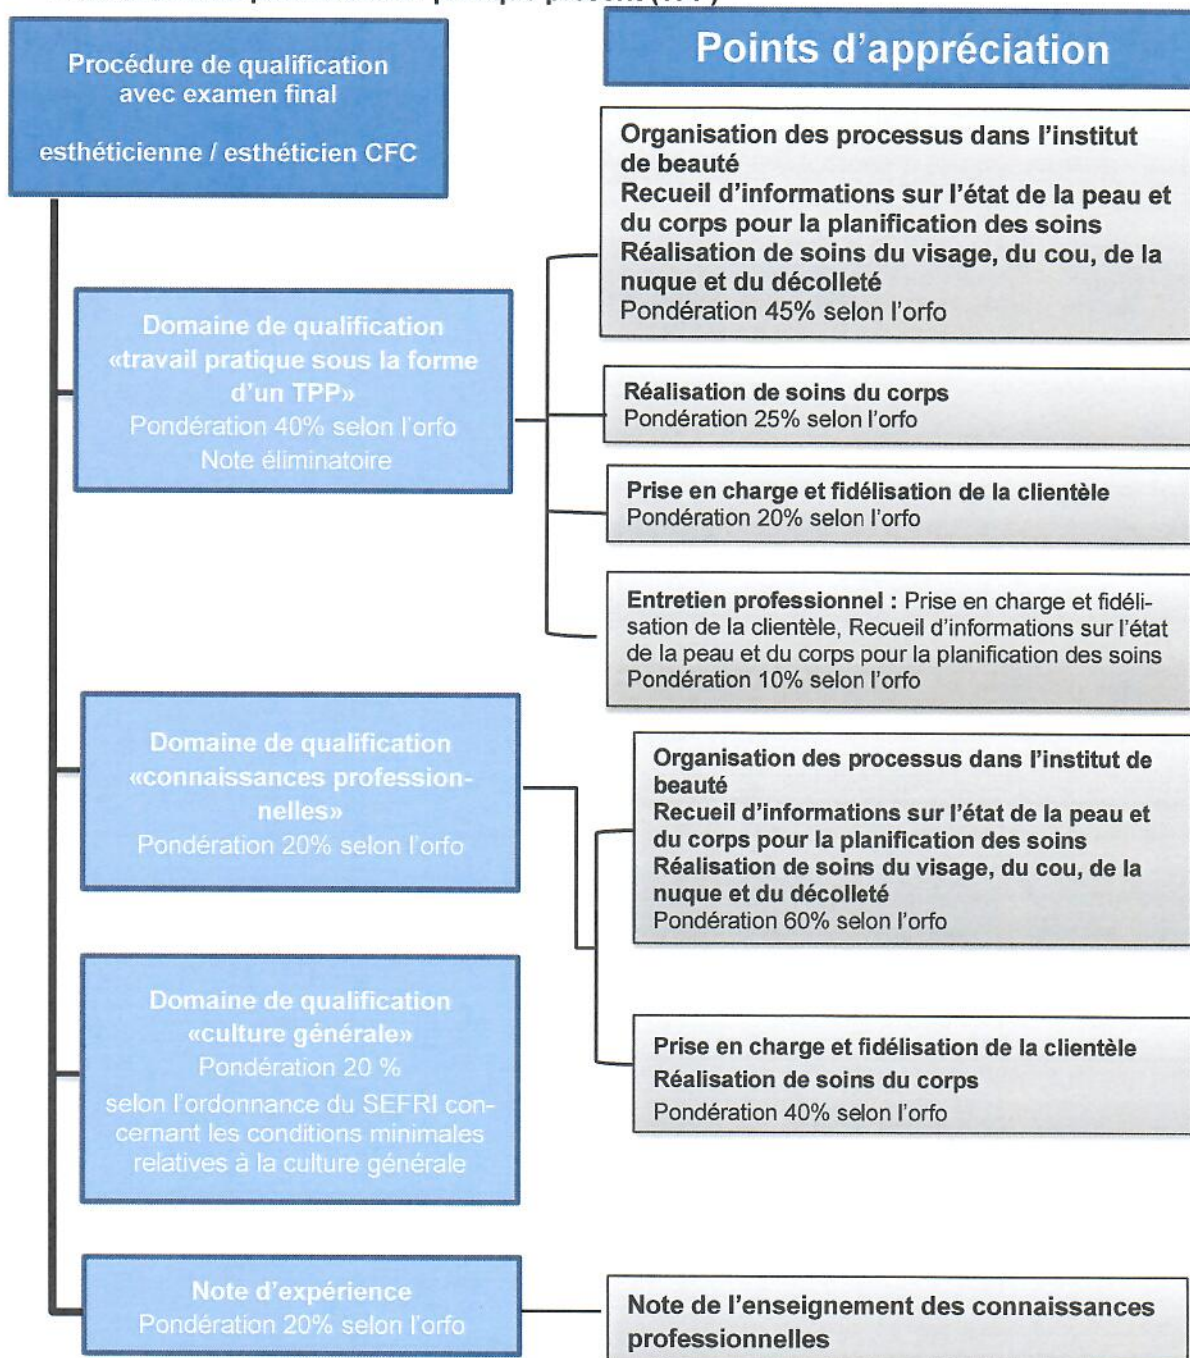 Procédure de qualification
avec examen final
esthéticienne / esthéticien CFC
Points d'appréciation
Domaine de qualification
«travail pratique sous la forme
d'un TPP»
Pondération 40% selon l'orfo
Note éliminatoire
Organisation des processus dans l'institut
de beauté
Recueil d'informations sur l'état de la peau et
du corps pour la planification des soins
Réalisation de soins du visage, du cou, de la
nuque et du décolleté
Pondération 45% selon l'orfo
Réalisation de soins du corps
Pondération 25% selon l'orfo
Prise en charge et fidélisation de la clientèle
Pondération 20% selon l'orfo
Entretien professionnel : Prise en charge et fidéli-
sation de la clientèle, Recueil d'informations sur l'état
de la peau et du corps pour la planification des soins
Pondération 10% selon l'orfo
Domaine de qualification
«connaissances profession-
nelles»
Pondération 20% selon l'orfo
Organisation des processus dans l'institut de
beauté
Recueil d'informations sur l'état de la peau et
du corps pour la planification des soins
Réalisation de soins du visage, du cou, de la
nuque et du décolleté
Pondération 60% selon l'orfo
Prise en charge et fidélisation de la clientèle
Réalisation de soins du corps
Pondération 40% selon l'orfo
Domaine de qualification
«culture générale»
Pondération 20 %
selon l'ordonnance du SEFRI con-
cernant les conditions minimales
relatives à la culture générale
Note d'expérience
Pondération 20% selon l'orfo
Note de l'enseignement des connaissances
professionnelles